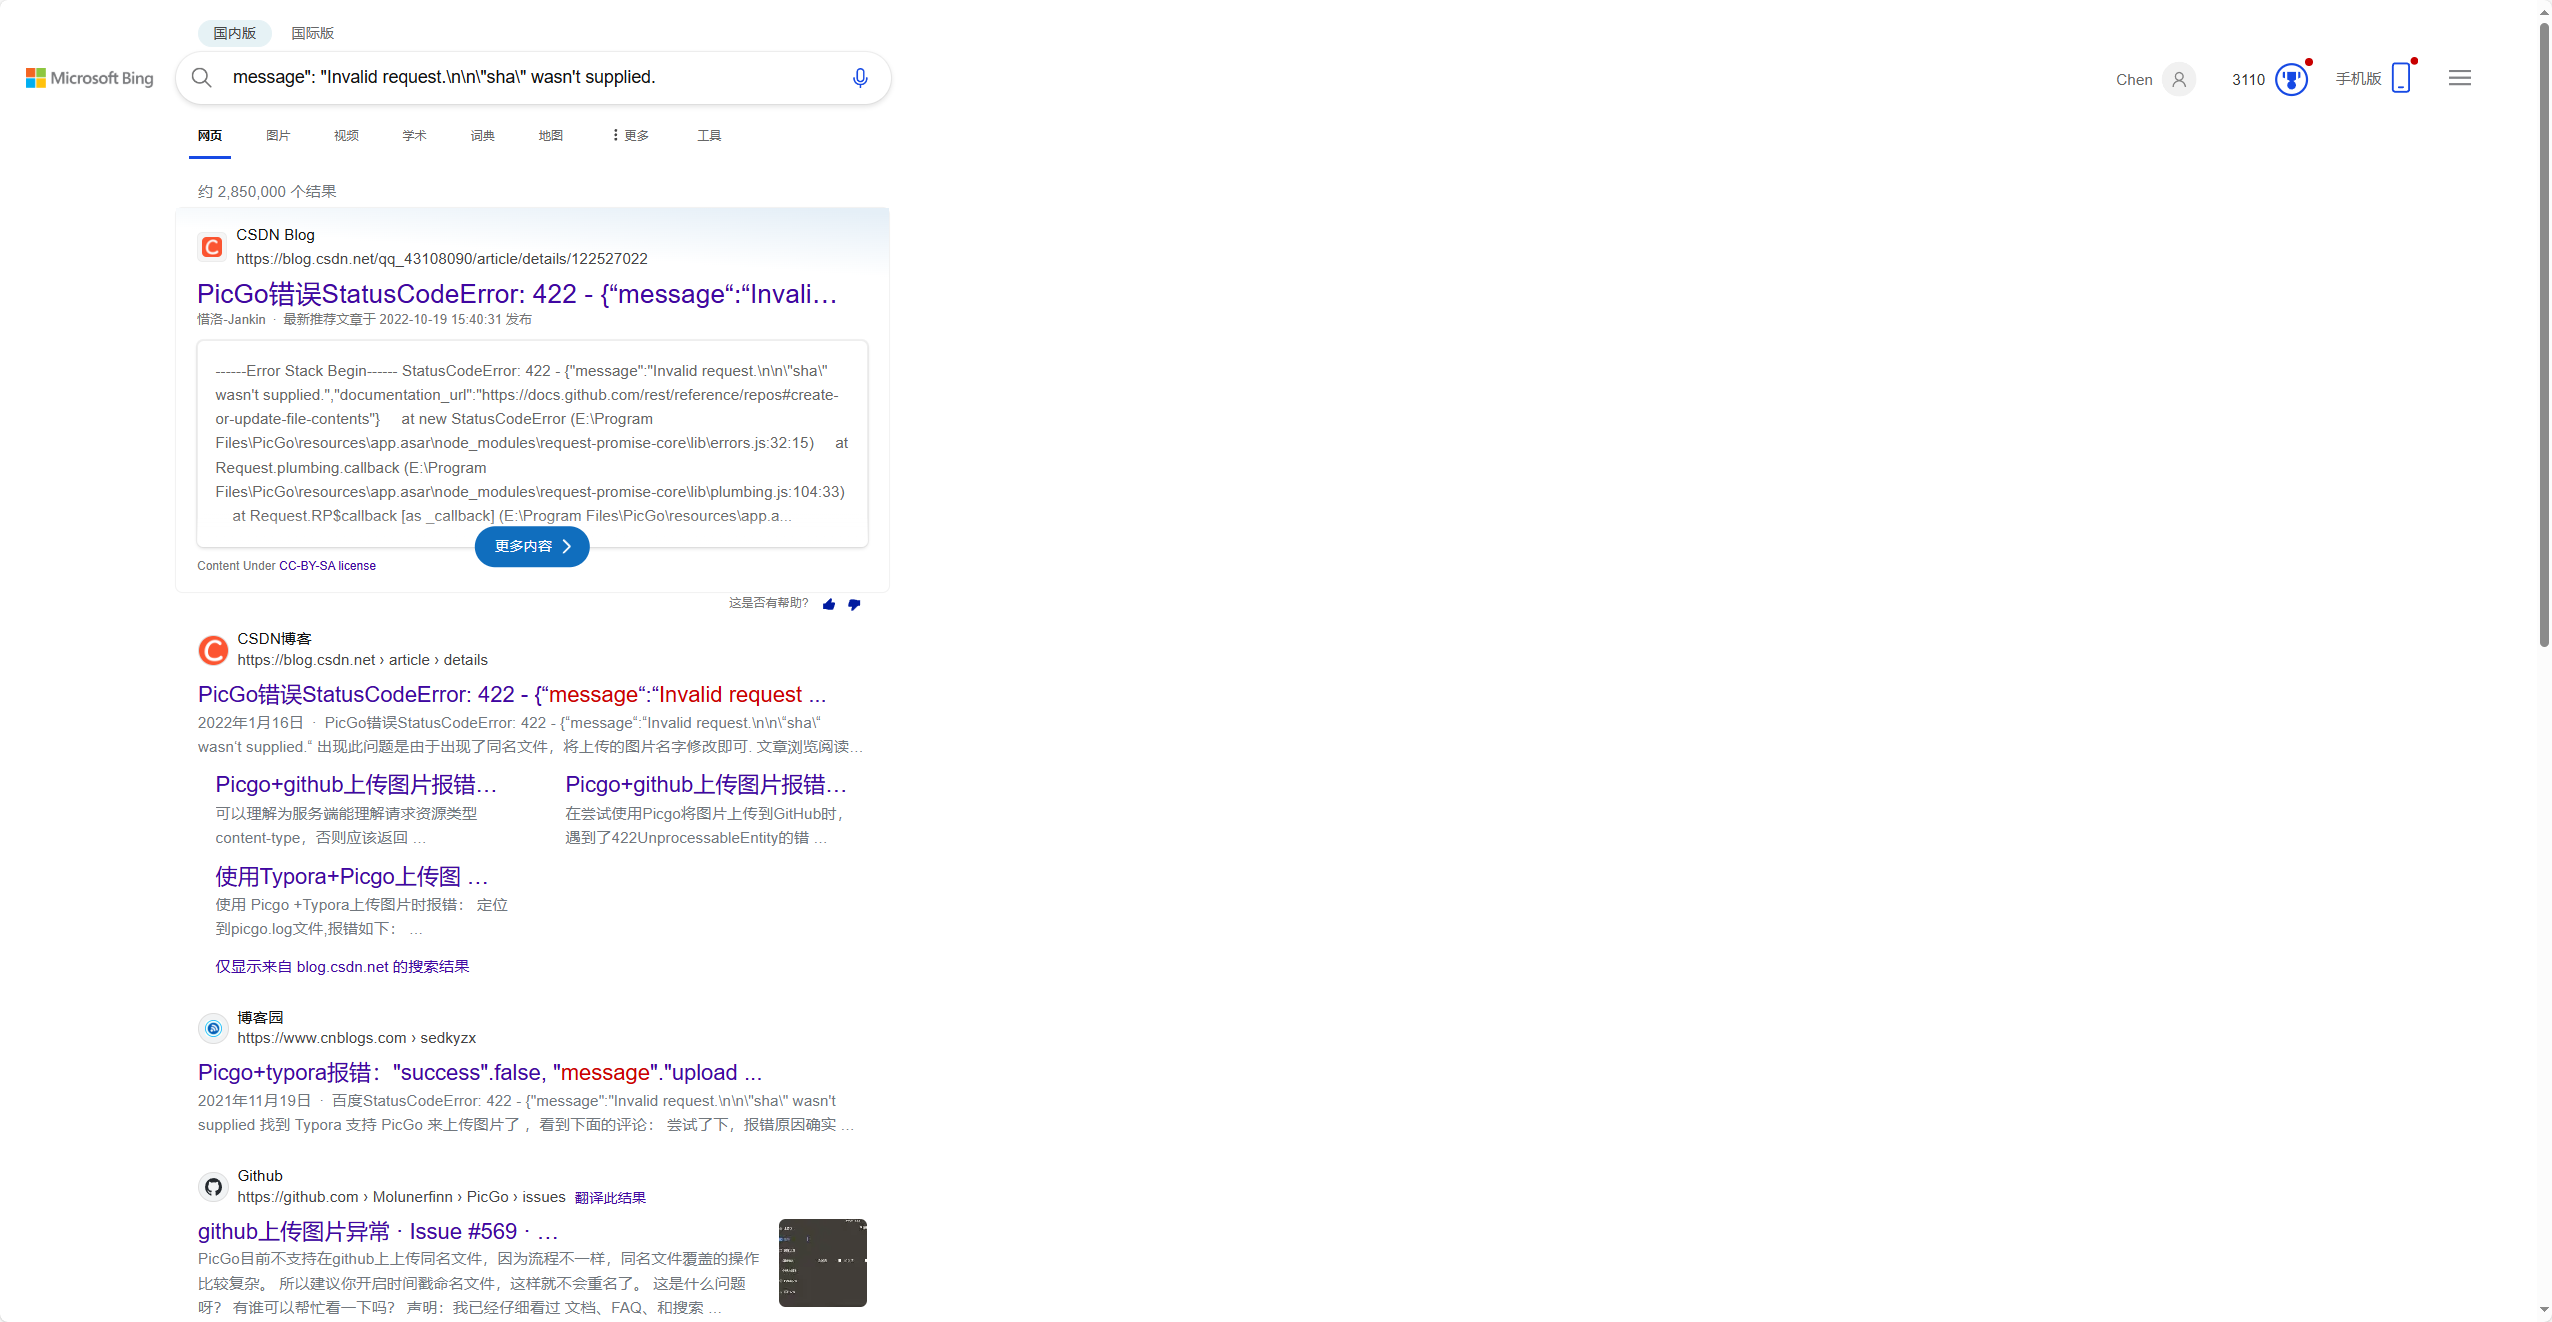 国内版 国际版
Microsoft Bing
message": "Invalid request.\n\n\"sha\" wasn't supplied.
Chen 3110 手机版
网页 图片 视频 学术 词典 地图 更多 工具
约 2,850,000 个结果
CSDN Blog
https://blog.csdn.net/qq_43108090/article/details/122527022
PicGo错误StatusCodeError: 422 - {“message“:“Invali…
惜洛-Jankin · 最新推荐文章于 2022-10-19 15:40:31 发布
------Error Stack Begin------ StatusCodeError: 422 - {"message":"Invalid request.\n\n\"sha\"
wasn't supplied.","documentation_url":"https://docs.github.com/rest/reference/repos#create-
or-update-file-contents"} at new StatusCodeError (E:\Program
Files\PicGo\resources\app.asar\node_modules\request-promise-core\lib\errors.js:32:15) at
Request.plumbing.callback (E:\Program
Files\PicGo\resources\app.asar\node_modules\request-promise-core\lib\plumbing.js:104:33)
at Request.RP$callback [as _callback] (E:\Program Files\PicGo\resources\app.a...
更多内容
Content Under CC-BY-SA license
这是否有帮助?
CSDN博客
https://blog.csdn.net › article › details
PicGo错误StatusCodeError: 422 - {“message“:“Invalid request ...
2022年1月16日 · PicGo错误StatusCodeError: 422 - {“message“:“Invalid request.\n\n\“sha\“
wasn‘t supplied.“ 出现此问题是由于出现了同名文件，将上传的图片名字修改即可. 文章浏览阅读…
Picgo+github上传图片报错…
可以理解为服务端能理解请求资源类型
content-type，否则应该返回 …
Picgo+github上传图片报错…
在尝试使用Picgo将图片上传到GitHub时，
遇到了422UnprocessableEntity的错 …
使用Typora+Picgo上传图 …
使用 Picgo +Typora上传图片时报错： 定位
到picgo.log文件,报错如下： …
仅显示来自 blog.csdn.net 的搜索结果
博客园
https://www.cnblogs.com › sedkyzx
Picgo+typora报错："success".false, "message"."upload ...
2021年11月19日 · 百度StatusCodeError: 422 - {"message":"Invalid request.\n\n\"sha\" wasn't
supplied 找到 Typora 支持 PicGo 来上传图片了 ，看到下面的评论： 尝试了下，报错原因确实 …
Github
https://github.com › Molunerfinn › PicGo › issues 翻译此结果
github上传图片异常 · Issue #569 · …
PicGo目前不支持在github上上传同名文件，因为流程不一样，同名文件覆盖的操作
比较复杂。 所以建议你开启时间戳命名文件，这样就不会重名了。 这是什么问题
呀？ 有谁可以帮忙看一下吗？ 声明：我已经仔细看过 文档、FAQ、和搜索 …